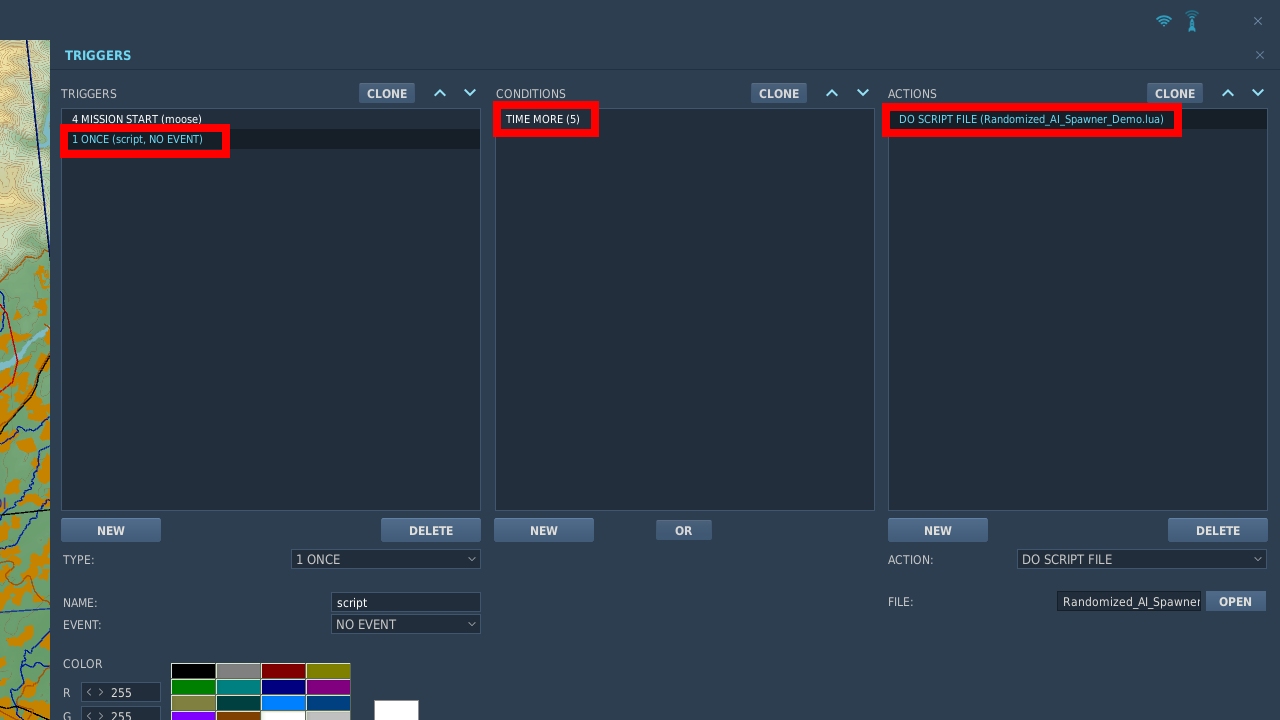 TRIGGERS
TRIGGERS
CLONE
CONDITIONS
CLONE
ACTIONS
CLONE
4 MISSION START (moose)
TIME MORE (5)
DO SCRIPT FILE (Randomized_AI_Spawner_Demo.lua)
1 ONCE (script, NO EVENT)
NEW
DELETE
NEW
OR
NEW
DELETE
TYPE:
1 ONCE
ACTION:
DO SCRIPT FILE
NAME:
script
FILE:
Randomized_AI_Spawner
OPEN
EVENT:
NO EVENT
COLOR
R
255
G
255